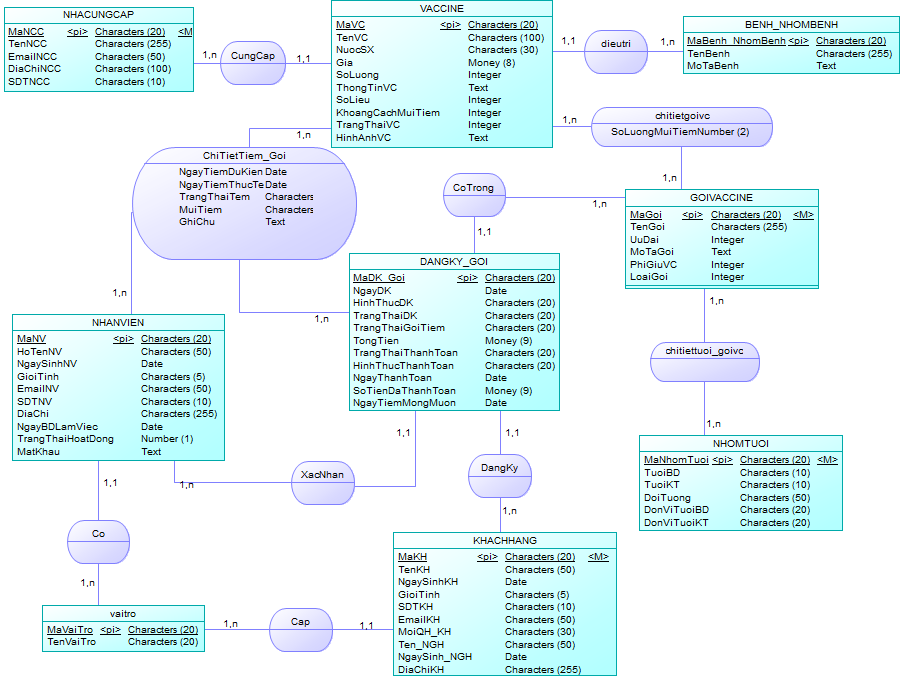 NHACUNGCAP
MaNCC <pi> Characters (20) <M
TenNCC Characters (255)
EmailNCC Characters (50)
DiaChiNCC Characters (100)
SDTNCC Characters (10)
1,n
CungCap
1,1
VACCINE
MaVC <pi> Characters (20)
TenVC Characters (100)
NuocSX Characters (30)
Gia Money (8)
SoLuong Integer
ThongTinVC Text
SoLieu Integer
KhoangCachMuiTiem Integer
TrangThaiVC Integer
HinhAnhVC Text
1,1
dieutri
1,n
BENH_NHOMBENH
MaBenh_NhomBenh <pi> Characters (20)
TenBenh Characters (255)
MoTaBenh Text
1,n
chitietgoivc
SoLuongMuiTiemNumber (2)
1,n
1,n
ChiTietTiem_Goi
NgayTiemDuKien Date
NgayTiemThucTe Date
TrangThaiTem Characters
MuiTiem Characters
GhiChu Text
CoTrong
1,n
1,1
GOIVACCINE
MaGoi <pi> Characters (20) <M>
TenGoi Characters (255)
UuDai Integer
MoTaGoi Text
PhiGiuVC Integer
LoaiGoi Integer
DANGKY_GOI
MaDK_Goi <pi> Characters (20)
NgayDK Date
HinhThucDK Characters (20)
TrangThaiDK Characters (20)
TrangThaiGoiTiem Characters (20)
TongTien Money (9)
TrangThaiThanhToan Characters (20)
HinhThucThanhToan Characters (20)
NgayThanhToan Date
SoTienDaThanhToan Money (9)
NgayTiemMongMuon Date
1,n
1,n
1,n
NHANVIEN
MaNV <pi> Characters (20)
HoTenNV Characters (50)
NgaySinhNV Date
GioiTinh Characters (5)
EmailNV Characters (50)
SDTNV Characters (10)
DiaChi Characters (255)
NgayBDLamViec Date
TrangThaiHoatDong Number (1)
MatKhau Text
chitiettuoi_goivc
1,n
NHOMTUOI
MaNhomTuoi <pi> Characters (20) <M>
TuoiBD Characters (10)
TuoiKT Characters (10)
DoiTuong Characters (50)
DonViTuoiBD Characters (20)
DonViTuoiKT Characters (20)
1,1
1,1
1,1
1,n
XacNhan
DangKy
1,n
Co
1,n
KHACHHANG
MaKH <pi> Characters (20) <M>
TenKH Characters (50)
NgaySinhKH Date
GioiTinh Characters (5)
SDTKH Characters (10)
EmailKH Characters (50)
MoiQH_KH Characters (30)
Ten_NGH Characters (50)
NgaySinh_NGH Date
DiaChiKH Characters (255)
vaitro
MaVaiTro <pi> Characters (20)
TenVaiTro Characters (20)
1,n
Cap
1,1